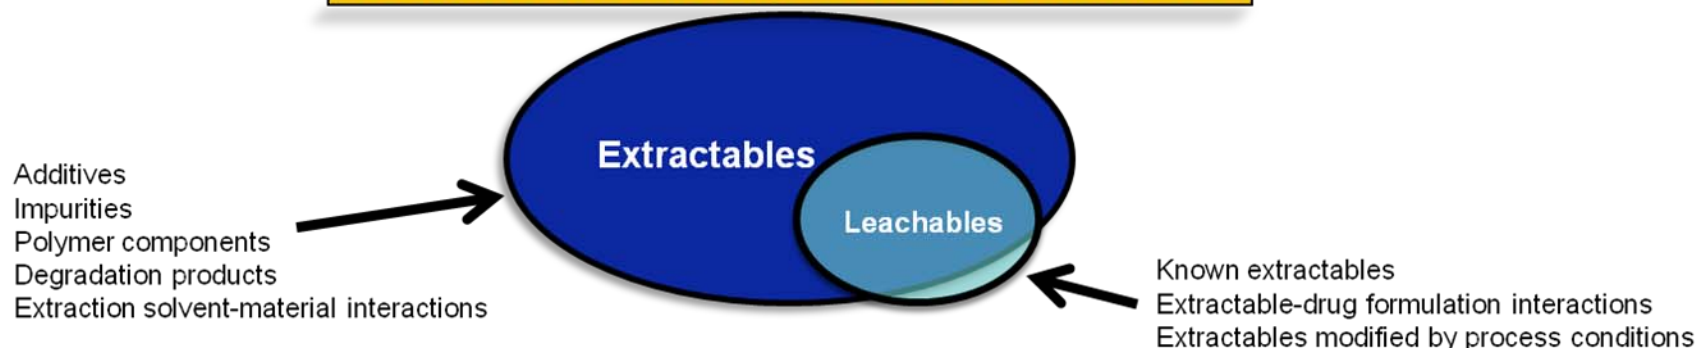 Extractables
Leachables
Additives
Impurities
Polymer components
Degradation products
Extraction solvent-material interactions
Known extractables
Extractable-drug formulation interactions
Extractables modified by process conditions